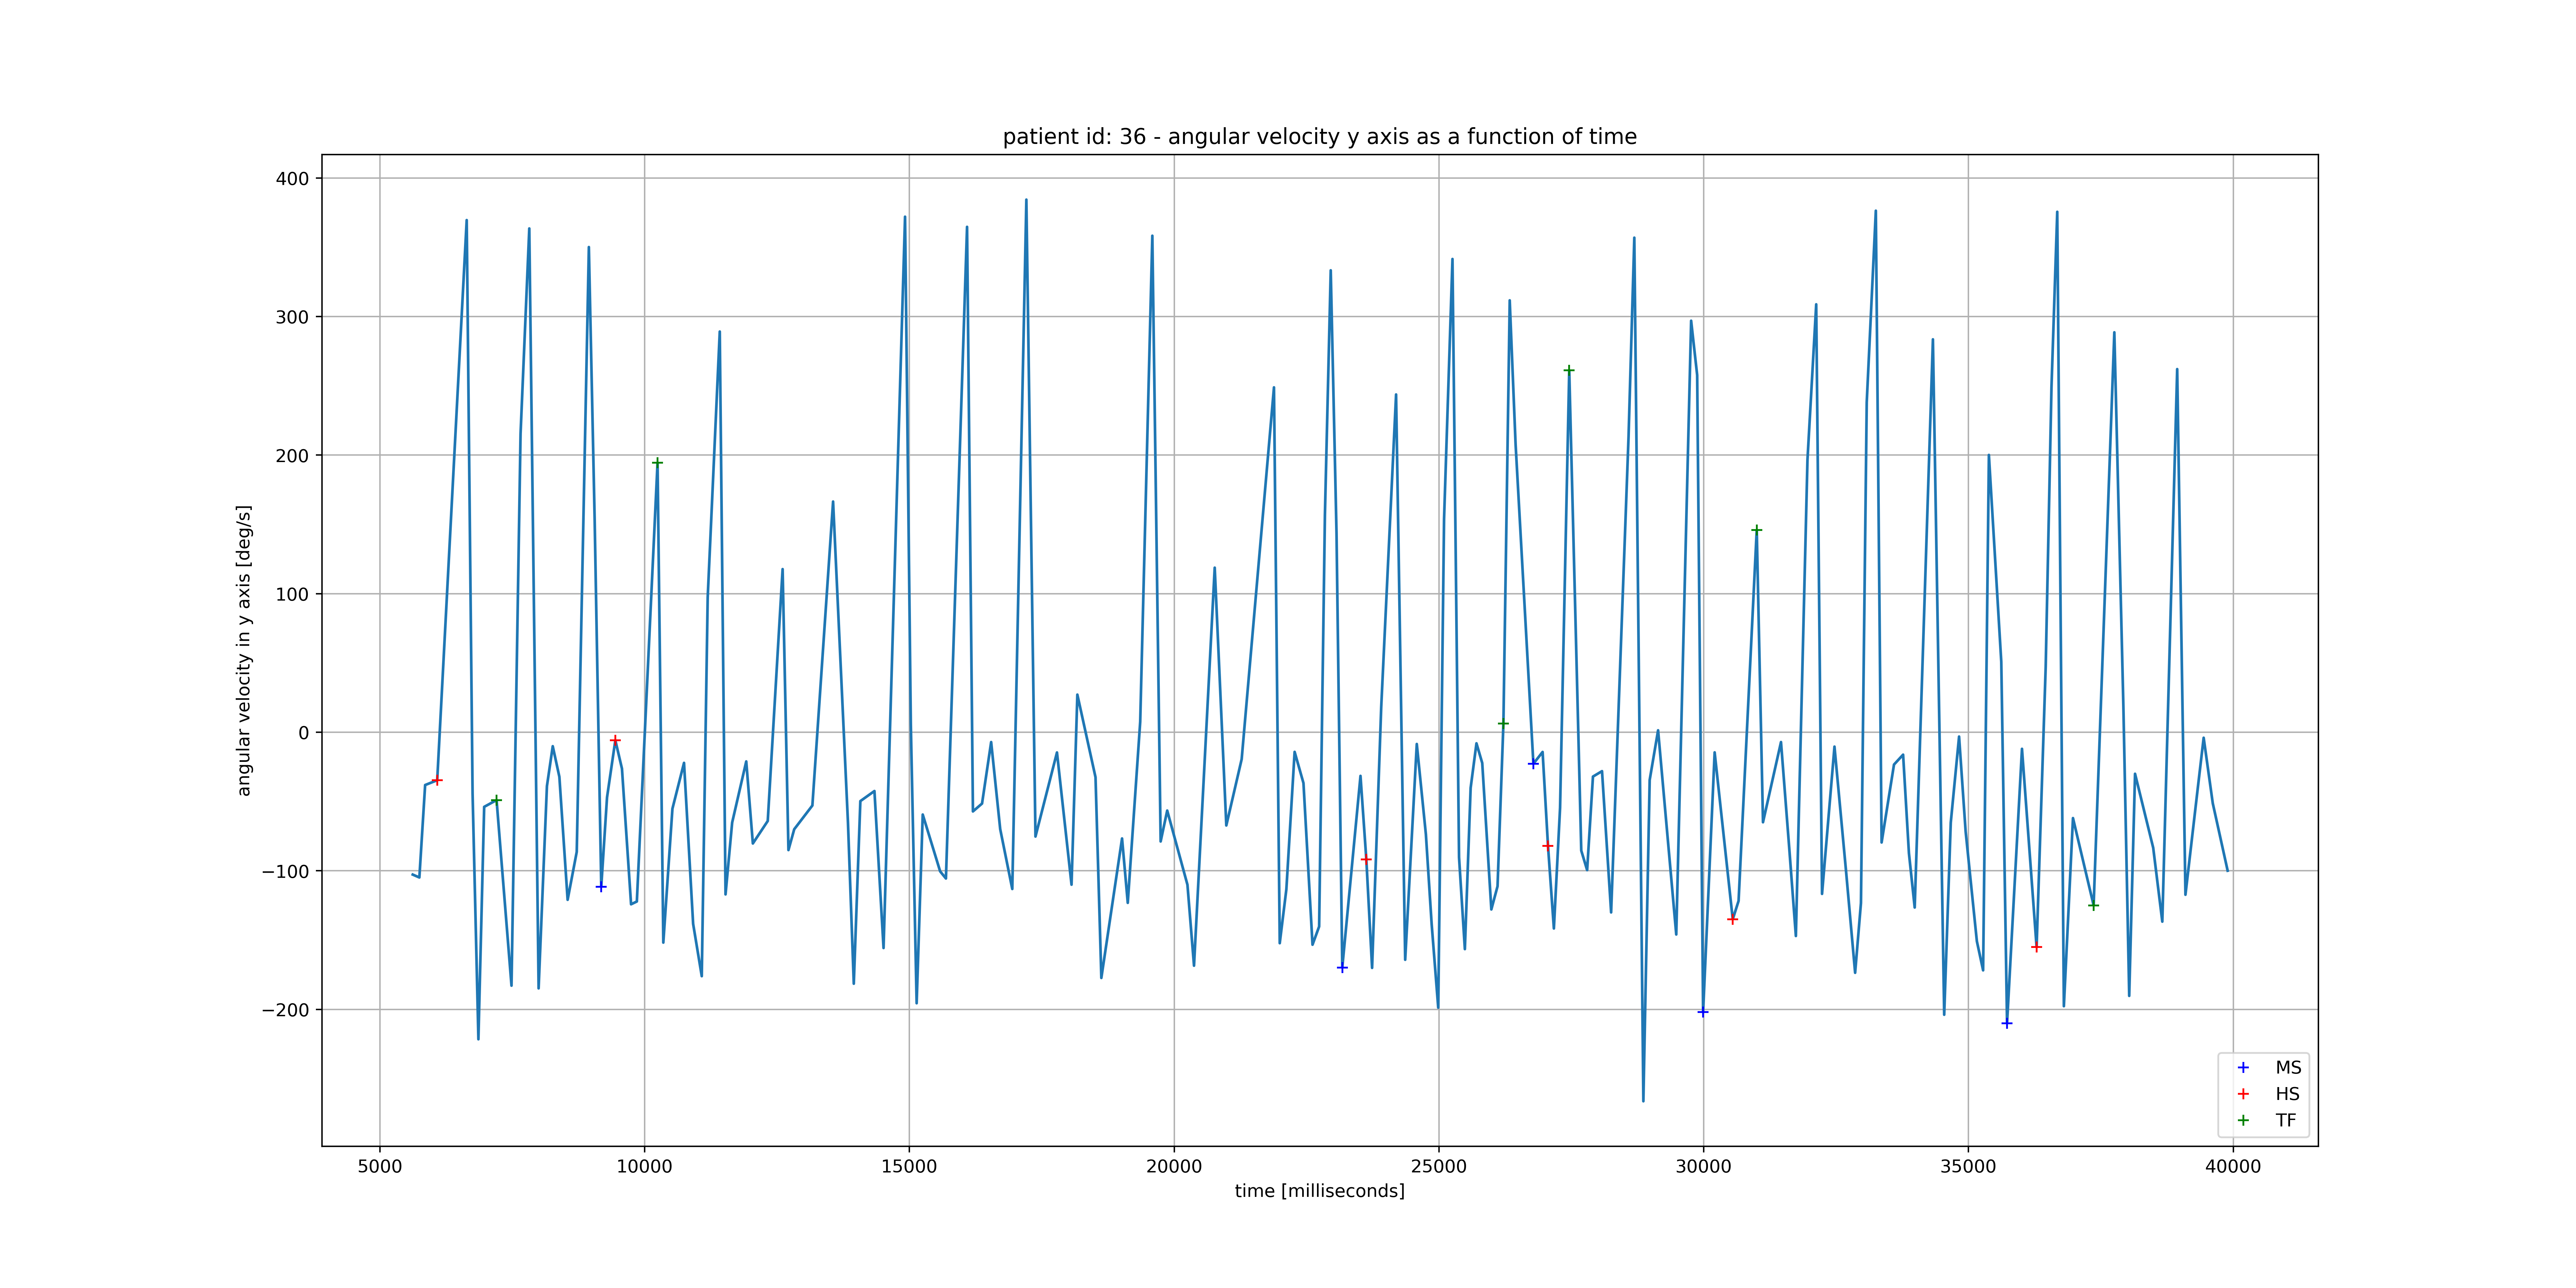 patient id: 36 - angular velocity y axis as a function of time
angular velocity in y axis [deg/s]
400
300
200
100
0
−100
−200
5000
10000
15000
20000
25000
30000
35000
40000
time [milliseconds]
MS
HS
TF